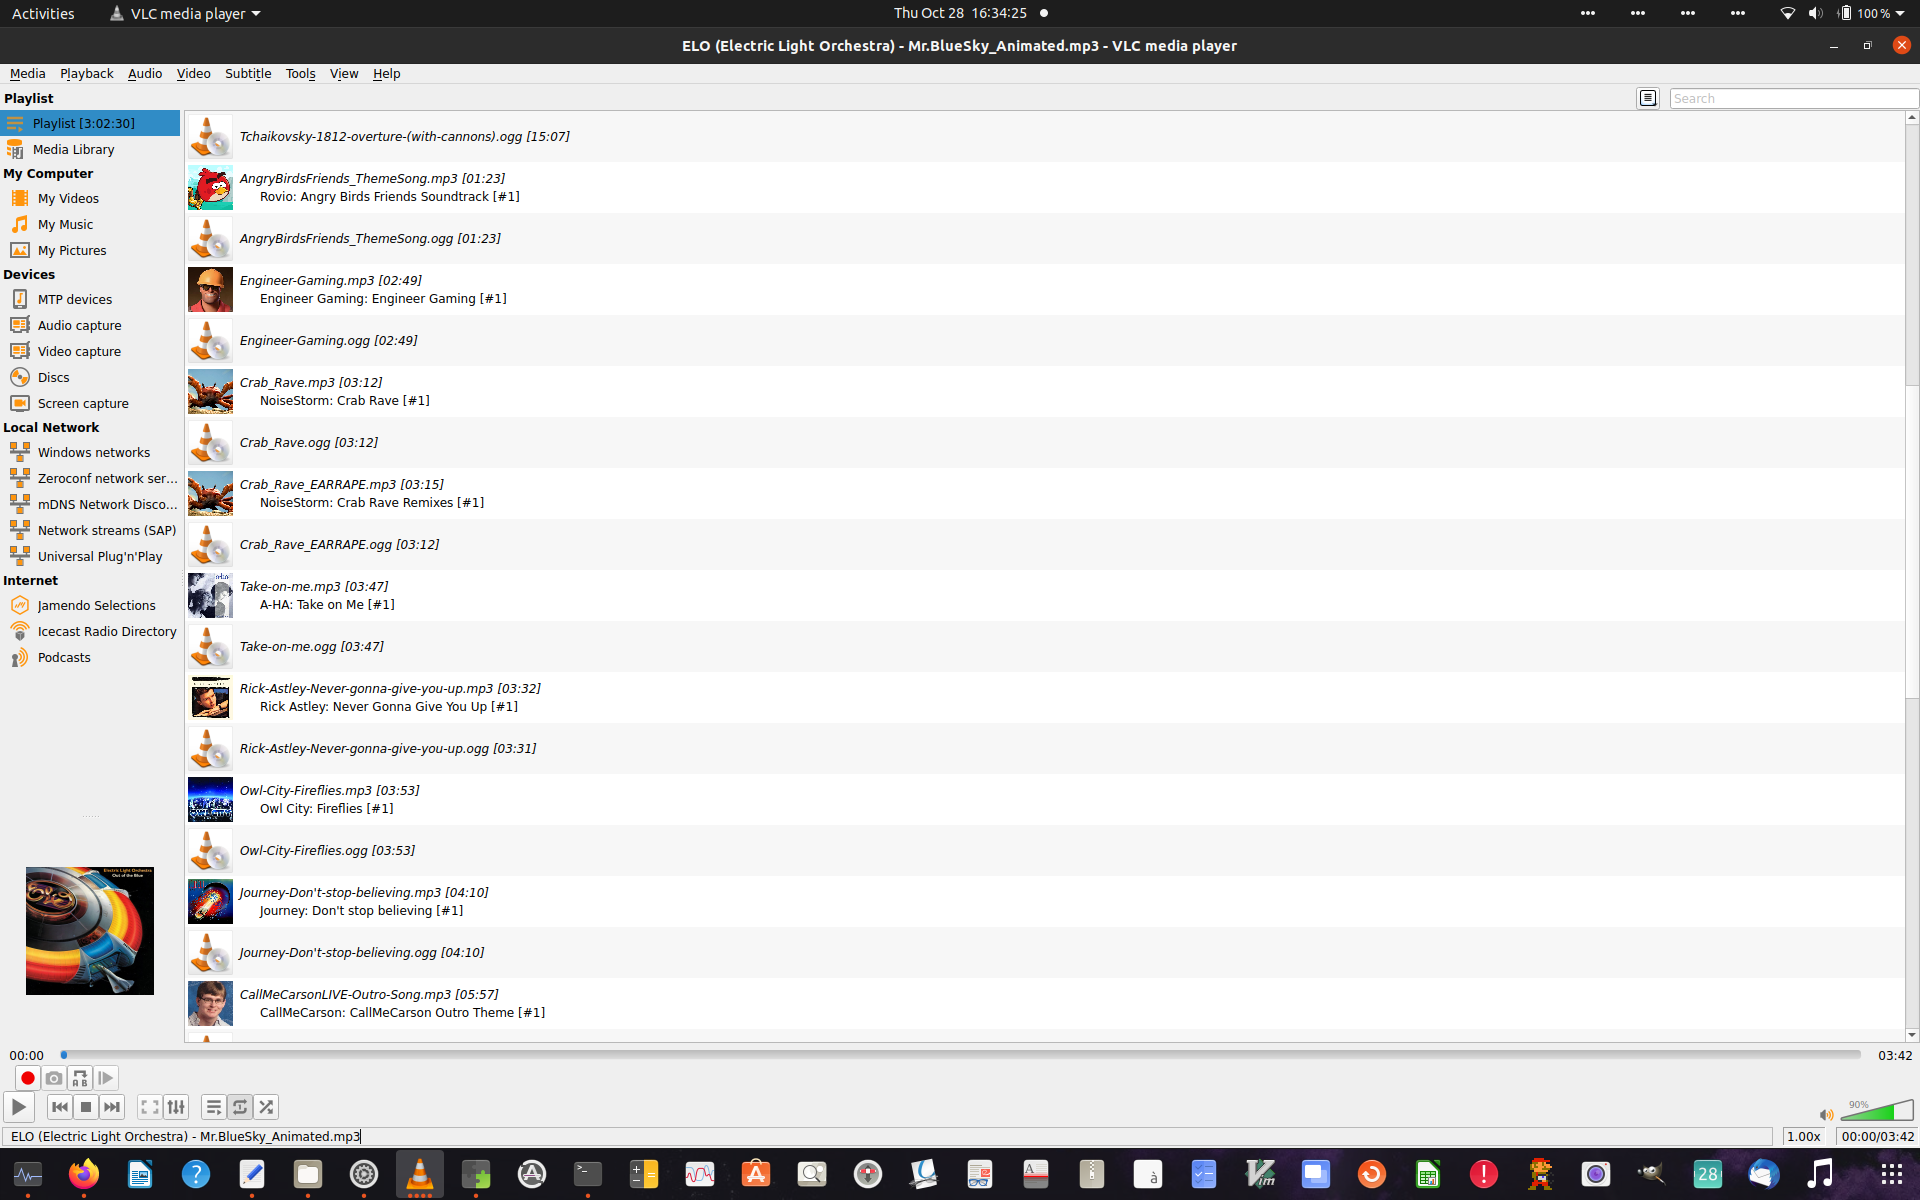 Activities
VLC media player
Thu Oct 28 16:34:25
100 %
ELO (Electric Light Orchestra) - Mr.BlueSky_Animated.mp3 - VLC media player
Media Playback Audio Video Subtitle Tools View Help
Playlist
Search
Playlist [3:02:30]
Media Library
My Computer
My Videos
My Music
My Pictures
Devices
MTP devices
Audio capture
Video capture
Discs
Screen capture
Local Network
Windows networks
Zeroconf network ser...
mDNS Network Disco...
Network streams (SAP)
Universal Plug'n'Play
Internet
Jamendo Selections
Icecast Radio Directory
Podcasts
Electric Light Orchestra
Out of the Blue
Tchaikovsky-1812-overture-(with-cannons).ogg [15:07]
AngryBirdsFriends_ThemeSong.mp3 [01:23]
Rovio: Angry Birds Friends Soundtrack [#1]
AngryBirdsFriends_ThemeSong.ogg [01:23]
Engineer-Gaming.mp3 [02:49]
Engineer Gaming: Engineer Gaming [#1]
Engineer-Gaming.ogg [02:49]
Crab_Rave.mp3 [03:12]
NoiseStorm: Crab Rave [#1]
Crab_Rave.ogg [03:12]
Crab_Rave_EARRAPE.mp3 [03:15]
NoiseStorm: Crab Rave Remixes [#1]
Crab_Rave_EARRAPE.ogg [03:12]
Take-on-me.mp3 [03:47]
A-HA: Take on Me [#1]
Take-on-me.ogg [03:47]
Rick-Astley-Never-gonna-give-you-up.mp3 [03:32]
Rick Astley: Never Gonna Give You Up [#1]
Rick-Astley-Never-gonna-give-you-up.ogg [03:31]
Owl-City-Fireflies.mp3 [03:53]
Owl City: Fireflies [#1]
Owl-City-Fireflies.ogg [03:53]
Journey-Don't-stop-believing.mp3 [04:10]
Journey: Don't stop believing [#1]
Journey-Don't-stop-believing.ogg [04:10]
CallMeCarsonLIVE-Outro-Song.mp3 [05:57]
CallMeCarson: CallMeCarson Outro Theme [#1]
00:00
03:42
A B
90%
ELO (Electric Light Orchestra) - Mr.BlueSky_Animated.mp3
1.00x
00:00/03:42
28